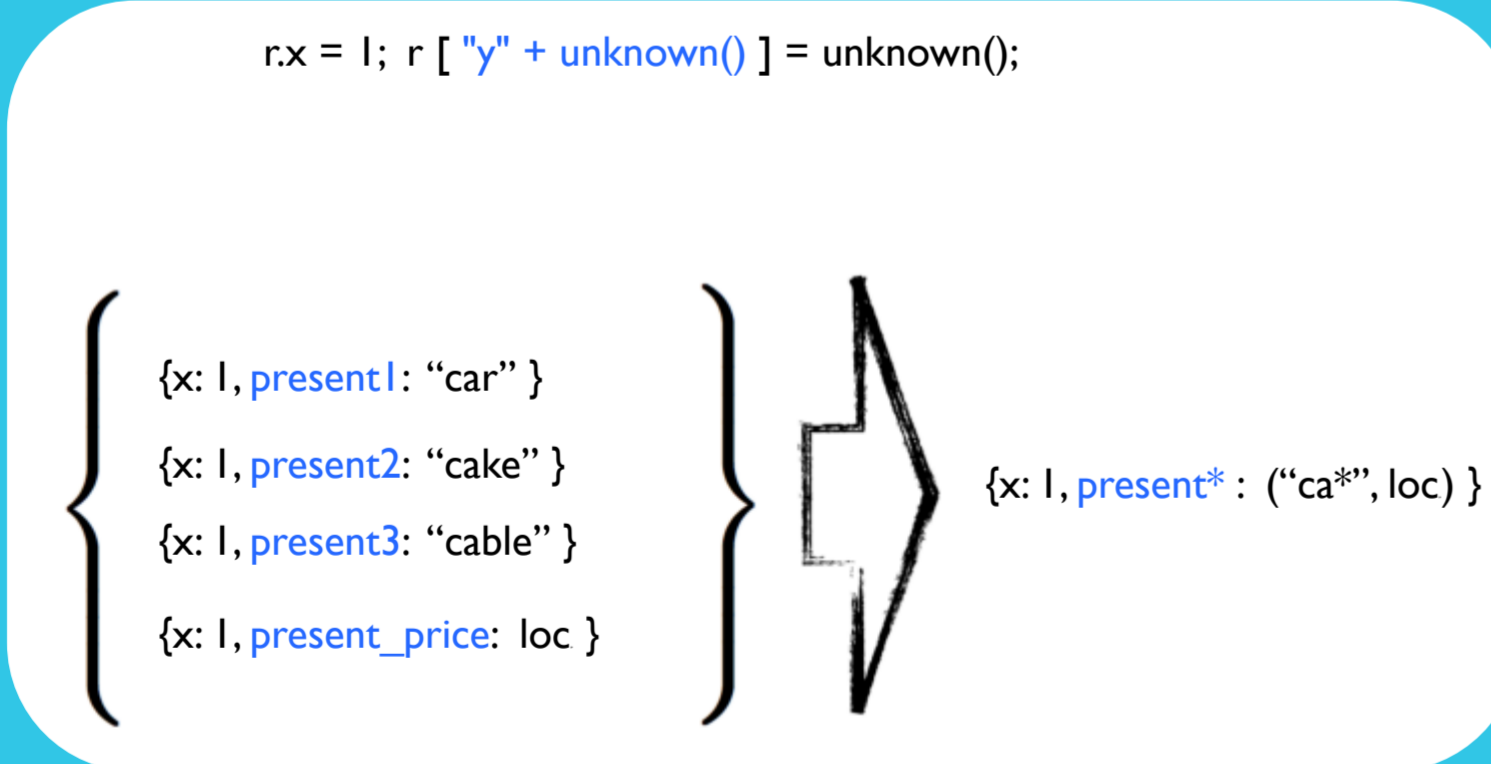 r.x = 1; r [ "y" + unknown() ] = unknown();
{x: 1, present1: “car” }
{x: 1, present2: “cake” }
{x: 1, present3: “cable” }
{x: 1, present_price: loc }
{x: 1, present* : (“ca*”, loc) }